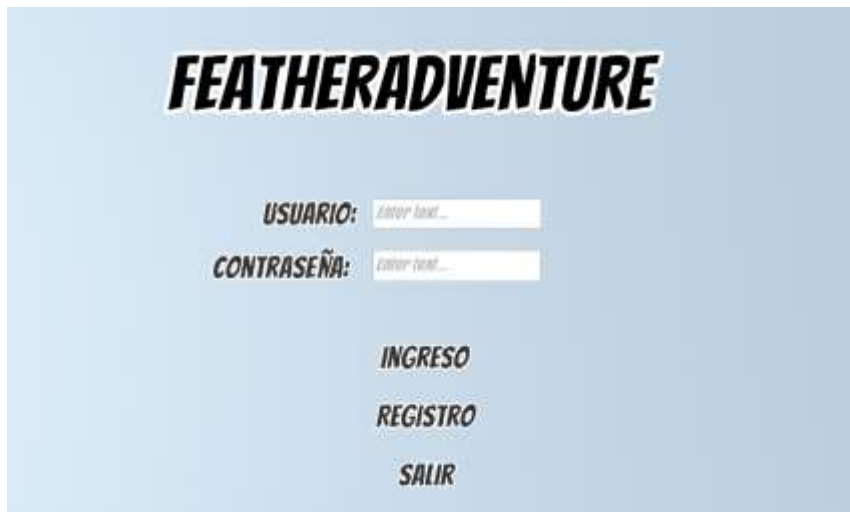 FEATHERADVENTURE
USUARIO: Enter text...
CONTRASEÑA: Enter text...
INGRESO
REGISTRO
SALIR